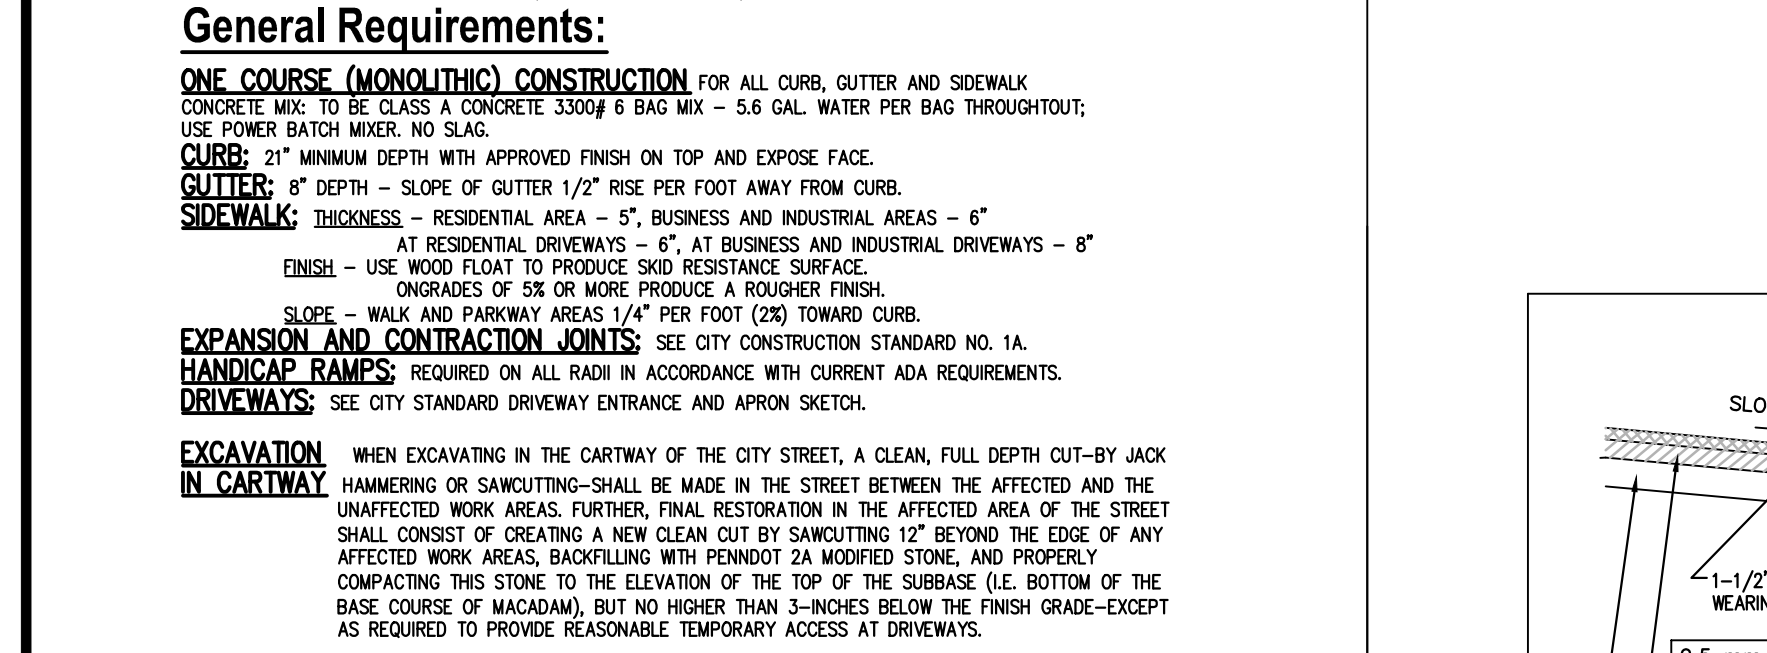 General Requirements:
ONE COURSE (MONOLITHIC) CONSTRUCTION FOR ALL CURB, GUTTER AND SIDEWALK
CONCRETE MIX: TO BE CLASS A CONCRETE 3300# 6 BAG MIX – 5.6 GAL. WATER PER BAG THROUGHTOUT;
USE POWER BATCH MIXER. NO SLAG.
CURB: 21" MINIMUM DEPTH WITH APPROVED FINISH ON TOP AND EXPOSE FACE.
GUTTER: 8" DEPTH – SLOPE OF GUTTER 1/2" RISE PER FOOT AWAY FROM CURB.
SIDEWALK: THICKNESS – RESIDENTIAL AREA – 5", BUSINESS AND INDUSTRIAL AREAS – 6"
AT RESIDENTIAL DRIVEWAYS – 6", AT BUSINESS AND INDUSTRIAL DRIVEWAYS – 8"
FINISH – USE WOOD FLOAT TO PRODUCE SKID RESISTANCE SURFACE.
ONGRADES OF 5% OR MORE PRODUCE A ROUGHER FINISH.
SLOPE – WALK AND PARKWAY AREAS 1/4" PER FOOT (2%) TOWARD CURB.
EXPANSION AND CONTRACTION JOINTS: SEE CITY CONSTRUCTION STANDARD NO. 1A.
HANDICAP RAMPS: REQUIRED ON ALL RADII IN ACCORDANCE WITH CURRENT ADA REQUIREMENTS.
DRIVEWAYS: SEE CITY STANDARD DRIVEWAY ENTRANCE AND APRON SKETCH.
EXCAVATION WHEN EXCAVATING IN THE CARTWAY OF THE CITY STREET, A CLEAN, FULL DEPTH CUT–BY JACK
IN CARTWAY HAMMERING OR SAWCUTTING–SHALL BE MADE IN THE STREET BETWEEN THE AFFECTED AND THE
UNAFFECTED WORK AREAS. FURTHER, FINAL RESTORATION IN THE AFFECTED AREA OF THE STREET
SHALL CONSIST OF CREATING A NEW CLEAN CUT BY SAWCUTTING 12" BEYOND THE EDGE OF ANY
AFFECTED WORK AREAS, BACKFILLING WITH PENNDOT 2A MODIFIED STONE, AND PROPERLY
COMPACTING THIS STONE TO THE ELEVATION OF THE TOP OF THE SUBBASE (I.E. BOTTOM OF THE
BASE COURSE OF MACADAM), BUT NO HIGHER THAN 3–INCHES BELOW THE FINISH GRADE–EXCEPT
AS REQUIRED TO PROVIDE REASONABLE TEMPORARY ACCESS AT DRIVEWAYS.
SLO
1–1/2"
WEARIN